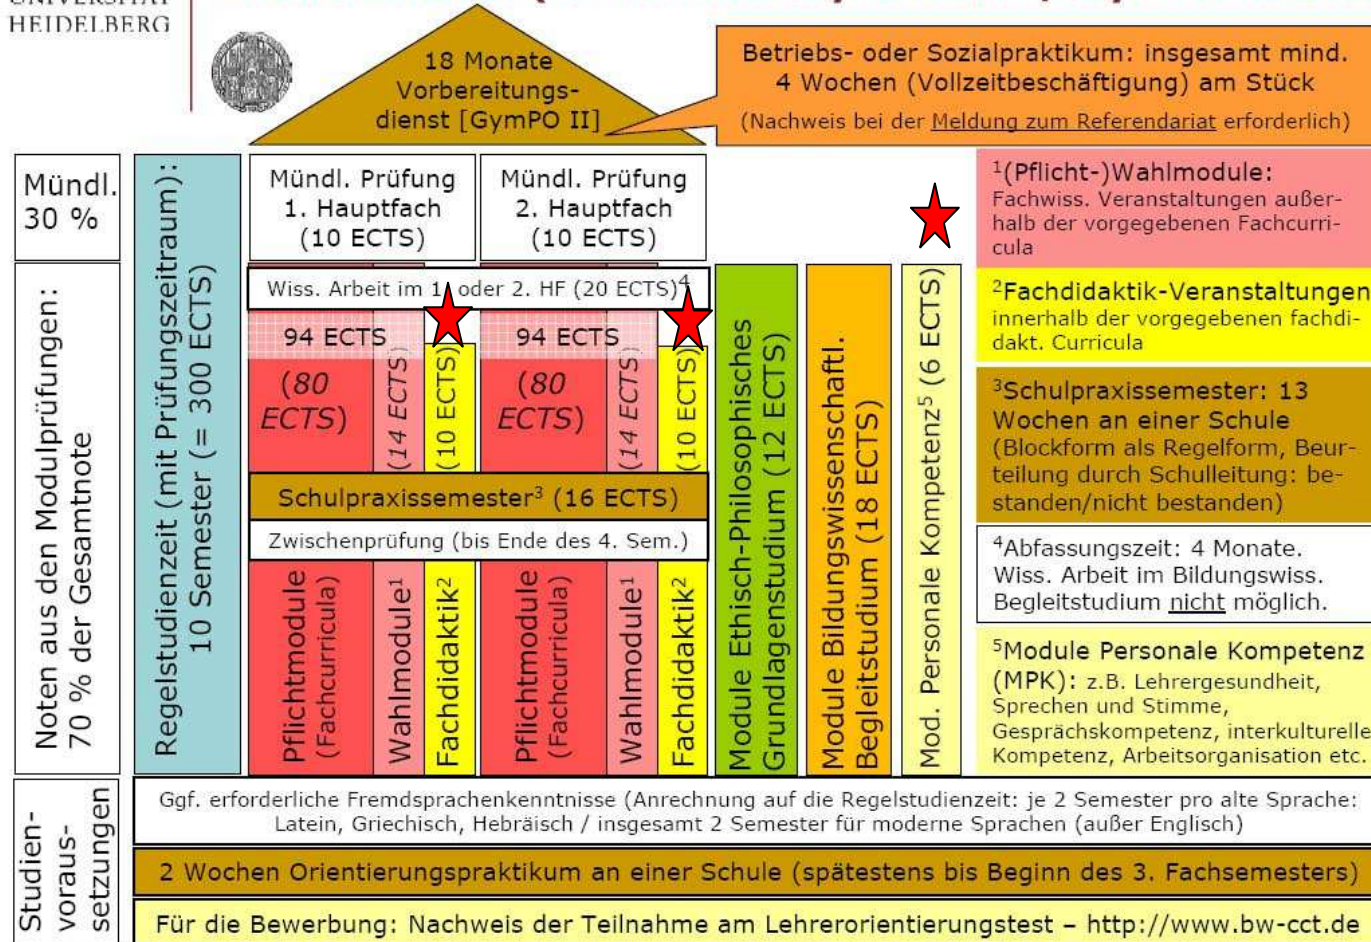 HEIDELBERG
18 Monate
Vorbereitungs-
dienst [GymPO II]
Betriebs- oder Sozialpraktikum: insgesamt mind.
4 Wochen (Vollzeitbeschäftigung) am Stück
(Nachweis bei der Meldung zum Referendariat erforderlich)
Mündl.
30 %
Noten aus den Modulprüfungen:
70 % der Gesamtnote
Regelstudienzeit (mit Prüfungszeitraum):
10 Semester (= 300 ECTS)
Mündl. Prüfung
1. Hauptfach
(10 ECTS)
Mündl. Prüfung
2. Hauptfach
(10 ECTS)
Wiss. Arbeit im 1. oder 2. HF (20 ECTS)⁴
94 ECTS
(80
ECTS)
(14 ECTS)
(10 ECTS)
94 ECTS
(80
ECTS)
(14 ECTS)
(10 ECTS)
Schulpraxissemester³ (16 ECTS)
Zwischenprüfung (bis Ende des 4. Sem.)
Pflichtmodule
(Fachcurricula)
Wahlmodule¹
Fachdidaktik²
Pflichtmodule
(Fachcurricula)
Wahlmodule¹
Fachdidaktik²
Module Ethisch-Philosophisches
Grundlagenstudium (12 ECTS)
Module Bildungswissenschaftl.
Begleitstudium (18 ECTS)
Mod. Personale Kompetenz⁵ (6 ECTS)
¹(Pflicht-)Wahlmodule:
Fachwiss. Veranstaltungen außer-
halb der vorgegebenen Fachcurri-
cula
²Fachdidaktik-Veranstaltungen
innerhalb der vorgegebenen fachdi-
dakt. Curricula
³Schulpraxissemester: 13
Wochen an einer Schule
(Blockform als Regelform, Beur-
teilung durch Schulleitung: be-
standen/nicht bestanden)
⁴Abfassungszeit: 4 Monate.
Wiss. Arbeit im Bildungswiss.
Begleitstudium nicht möglich.
⁵Module Personale Kompetenz
(MPK): z.B. Lehrergesundheit,
Sprechen und Stimme,
Gesprächskompetenz, interkulturelle
Kompetenz, Arbeitsorganisation etc.
Studien-
voraus-
setzungen
Ggf. erforderliche Fremdsprachenkenntnisse (Anrechnung auf die Regelstudienzeit: je 2 Semester pro alte Sprache:
Latein, Griechisch, Hebräisch / insgesamt 2 Semester für moderne Sprachen (außer Englisch)
2 Wochen Orientierungspraktikum an einer Schule (spätestens bis Beginn des 3. Fachsemesters)
Für die Bewerbung: Nachweis der Teilnahme am Lehrerorientierungstest – http://www.bw-cct.de